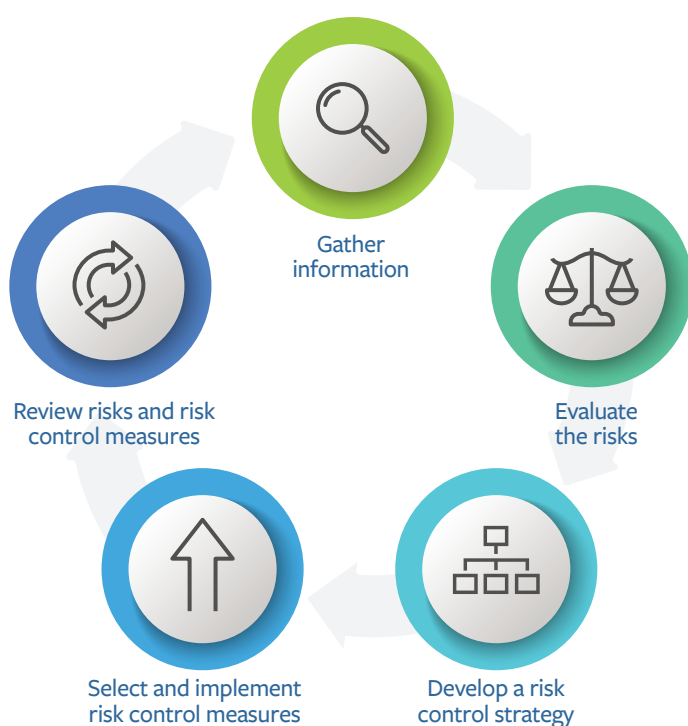 Gather
information
Evaluate
the risks
Develop a risk
control strategy
Select and implement
risk control measures
Review risks and risk
control measures